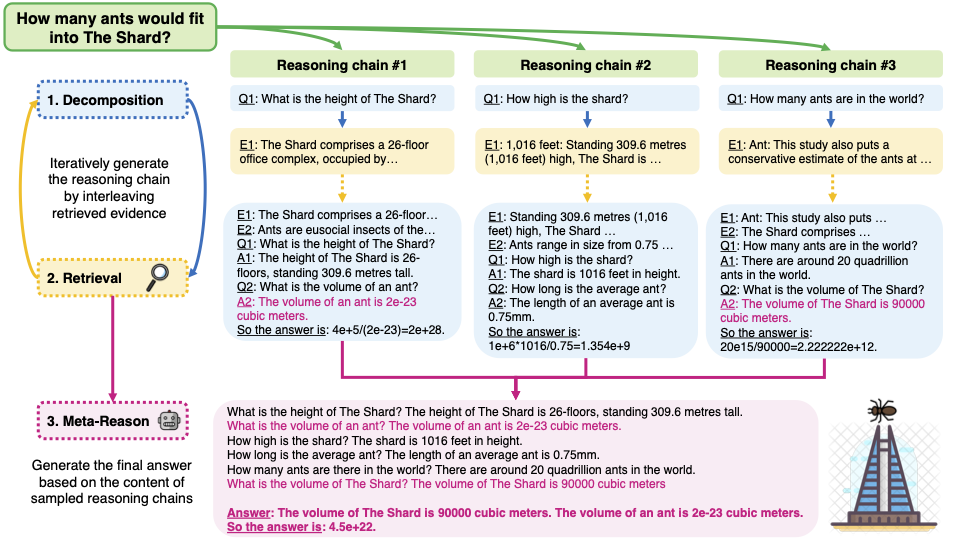 How many ants would fit
into The Shard?
Reasoning chain #1
Reasoning chain #2
Reasoning chain #3
1. Decomposition
Iteratively generate
the reasoning chain
by interleaving
retrieved evidence
2. Retrieval
3. Meta-Reason
Generate the final answer
based on the content of
sampled reasoning chains
Q1: What is the height of The Shard?
E1: The Shard comprises a 26-floor
office complex, occupied by…
E1: The Shard comprises a 26-floor…
E2: Ants are eusocial insects of the…
Q1: What is the height of The Shard?
A1: The height of The Shard is 26-
floors, standing 309.6 metres tall.
Q2: What is the volume of an ant?
A2: The volume of an ant is 2e-23
cubic meters.
So the answer is: 4e+5/(2e-23)=2e+28.
Q1: How high is the shard?
E1: 1,016 feet: Standing 309.6 metres
(1,016 feet) high, The Shard is …
E1: Standing 309.6 metres (1,016
feet) high, The Shard …
E2: Ants range in size from 0.75 …
Q1: How high is the shard?
A1: The shard is 1016 feet in height.
Q2: How long is the average ant?
A2: The length of an average ant is
0.75mm.
So the answer is:
1e+6*1016/0.75=1.354e+9
Q1: How many ants are in the world?
E1: Ant: This study also puts a
conservative estimate of the ants at …
E1: Ant: This study also puts …
E2: The Shard comprises …
Q1: How many ants are in the world?
A1: There are around 20 quadrillion
ants in the world.
Q2: What is the volume of The Shard?
A2: The volume of The Shard is 90000
cubic meters.
So the answer is:
20e15/90000=2.222222e+12.
What is the height of The Shard? The height of The Shard is 26-floors, standing 309.6 metres tall.
What is the volume of an ant? The volume of an ant is 2e-23 cubic meters.
How high is the shard? The shard is 1016 feet in height.
How long is the average ant? The length of an average ant is 0.75mm.
How many ants are there in the world? There are around 20 quadrillion ants in the world.
What is the volume of The Shard? The volume of The Shard is 90000 cubic meters
Answer: The volume of The Shard is 90000 cubic meters. The volume of an ant is 2e-23 cubic meters.
So the answer is: 4.5e+22.